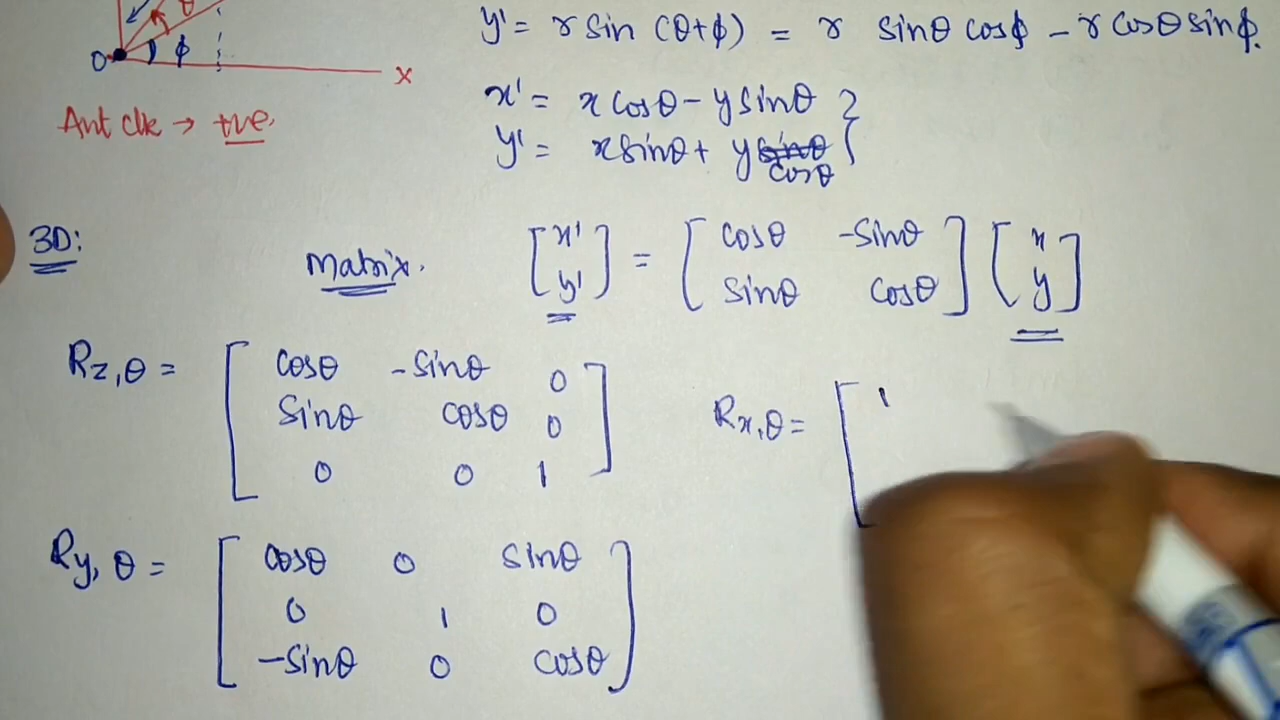 y' = r sin (θ+ϕ) = r sinθ cosϕ - r cosθ sinϕ.
θ
O ϕ x
x' = x cosθ - y sinθ
Anti clk → +ve.
y' = x sinθ + y sinθ cosθ
3D:
Matrix. [x' y'] = [cosθ -sinθ sinθ cosθ] [x y]
Rz,θ = [cosθ -sinθ 0
sinθ cosθ 0
0 0 1]
Rx,θ = [1
Ry,θ = [cosθ 0 sinθ
0 1 0
-sinθ 0 cosθ]